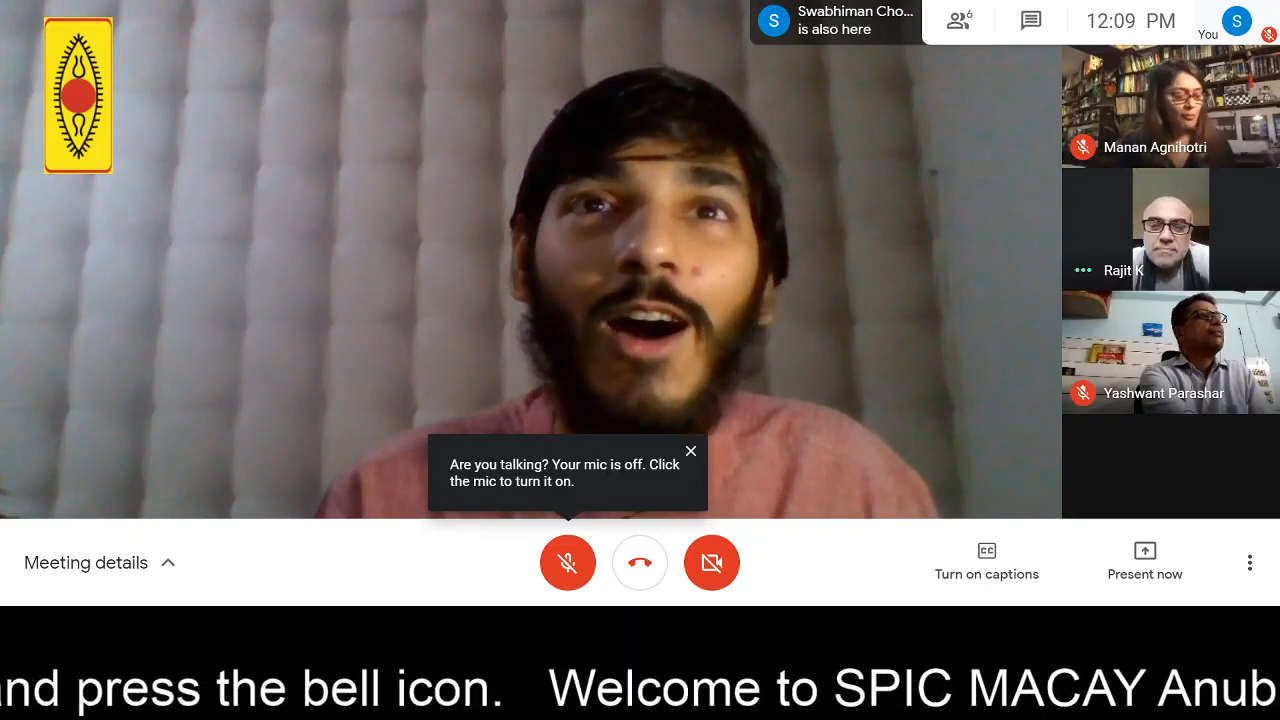 Swabhiman Cho...
is also here
S
6
12:09 PM
You
S
Manan Agnihotri
Rajit K
Yashwant Parashar
Are you talking? Your mic is off. Click
the mic to turn it on.
Meeting details
CC
Turn on captions
Present now
nd press the bell icon. Welcome to SPIC MACAY Anub